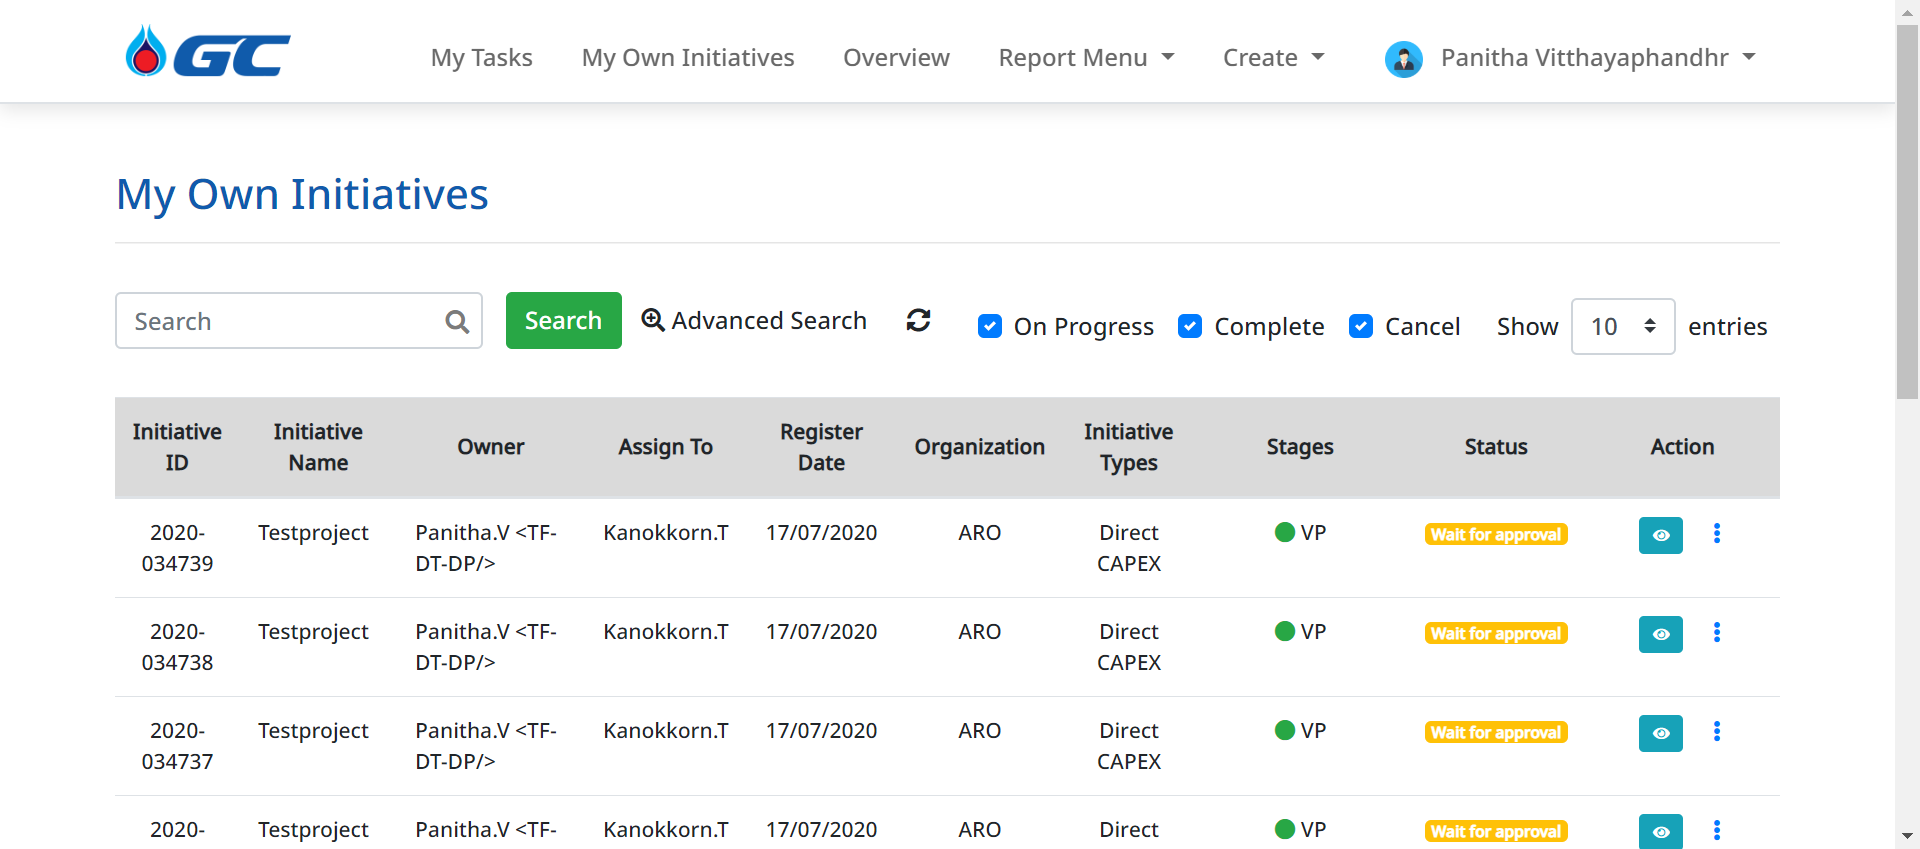 GC
My Tasks
My Own Initiatives
Overview
Report Menu
Create
Panitha Vitthayaphandhr
My Own Initiatives
Search
Search
Advanced Search
On Progress
Complete
Cancel
Show
10
entries
Initiative
ID
Initiative
Name
Owner
Assign To
Register
Date
Organization
Initiative
Types
Stages
Status
Action
2020-
034739
Testproject
Panitha.V <TF-
DT-DP/>
Kanokkorn.T
17/07/2020
ARO
Direct
CAPEX
VP
Wait for approval
2020-
034738
Testproject
Panitha.V <TF-
DT-DP/>
Kanokkorn.T
17/07/2020
ARO
Direct
CAPEX
VP
Wait for approval
2020-
034737
Testproject
Panitha.V <TF-
DT-DP/>
Kanokkorn.T
17/07/2020
ARO
Direct
CAPEX
VP
Wait for approval
2020-
Testproject
Panitha.V <TF-
Kanokkorn.T
17/07/2020
ARO
Direct
VP
Wait for approval